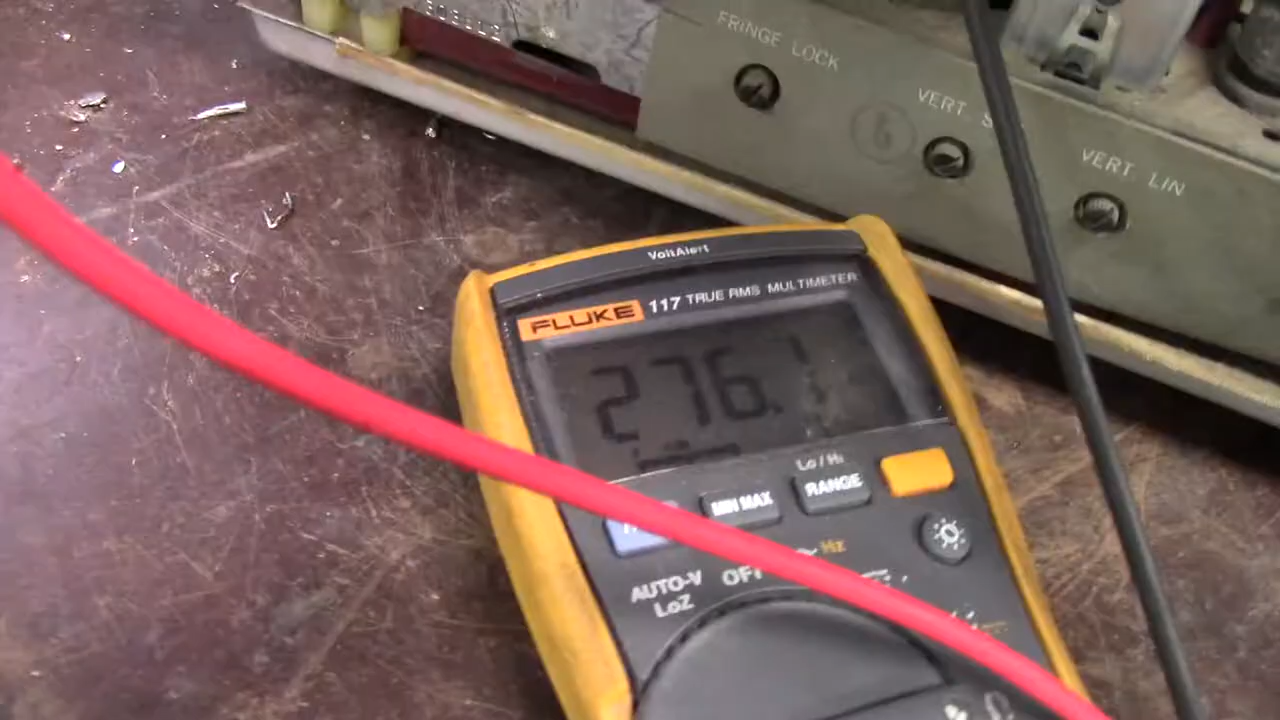 FRINGE LOCK
VERT.
VERT. LIN
6
VoltAlert
FLUKE 117 TRUE RMS MULTIMETER
276.
Lo / Hi
MIN MAX
RANGE
Hz
AUTO-V
LoZ
OFF